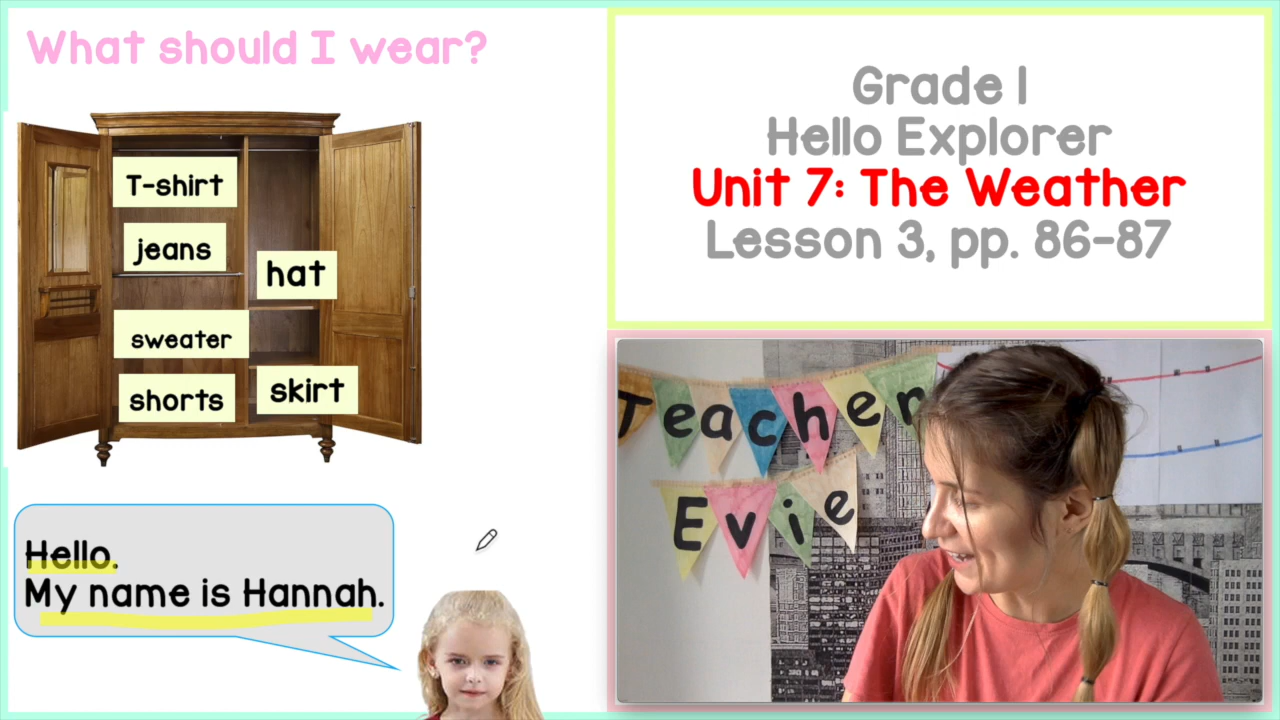 What should I wear?
T-shirt
jeans
hat
sweater
shorts
skirt
Hello.
My name is Hannah.
Grade 1
Hello Explorer
Unit 7: The Weather
Lesson 3, pp. 86-87
Teacher
Evie